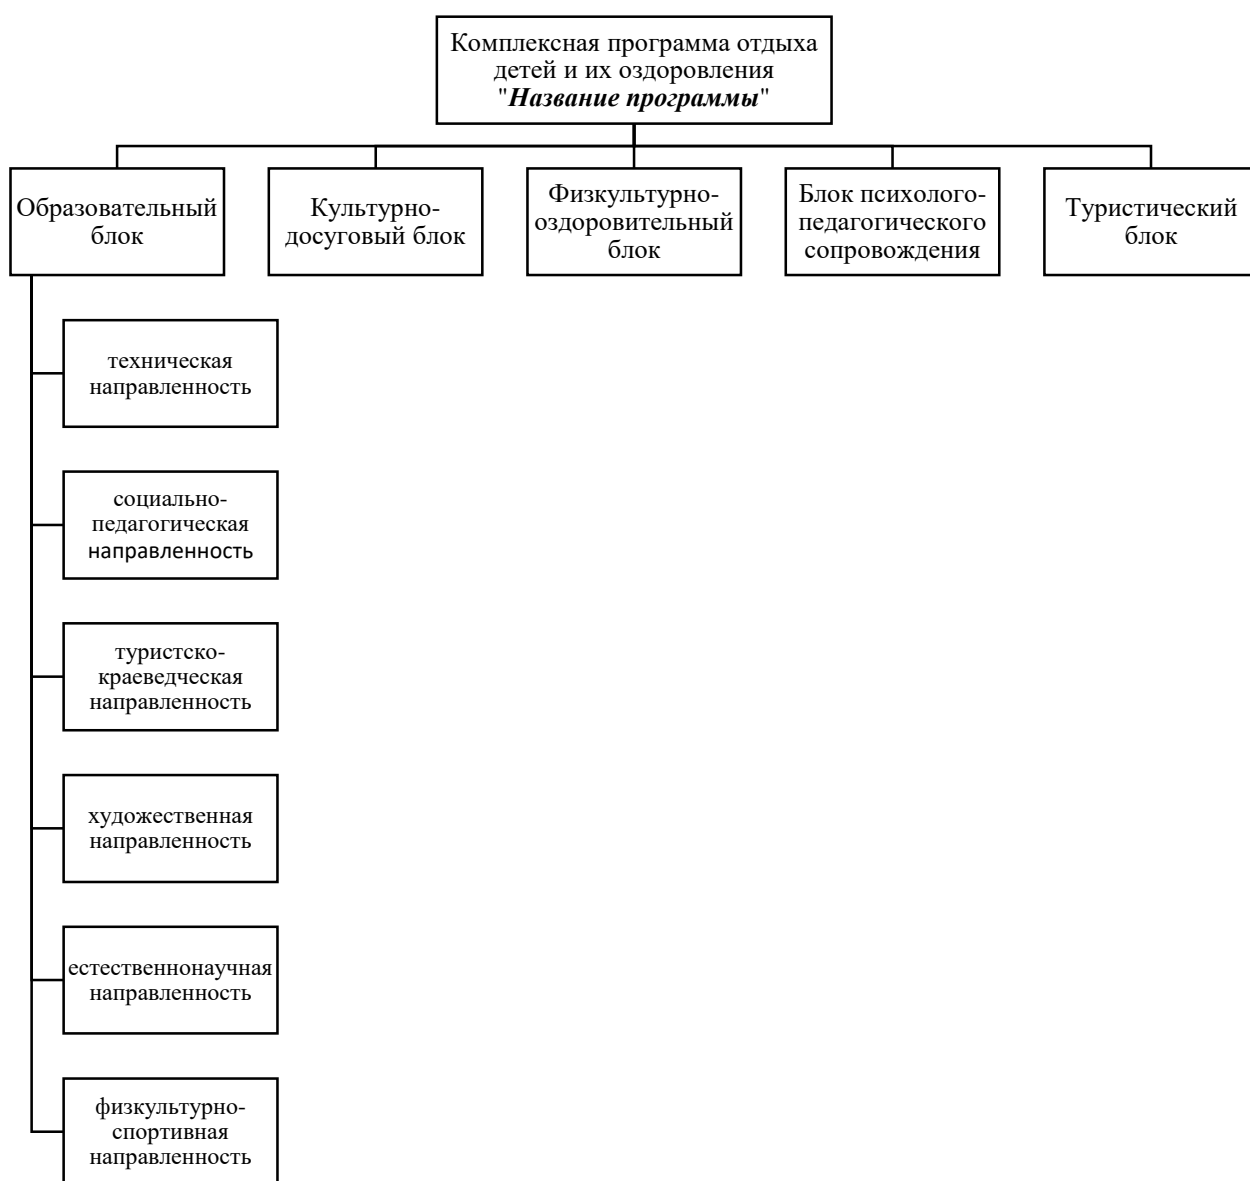 Комплексная программа отдыха
детей и их оздоровления
"Название программы"
Образовательный
блок
Культурно-
досуговый блок
Физкультурно-
оздоровительный
блок
Блок психолого-
педагогического
сопровождения
Туристический
блок
техническая
направленность
социально-
педагогическая
направленность
туристско-
краеведческая
направленность
художественная
направленность
естественнонаучная
направленность
физкультурно-
спортивная
направленность